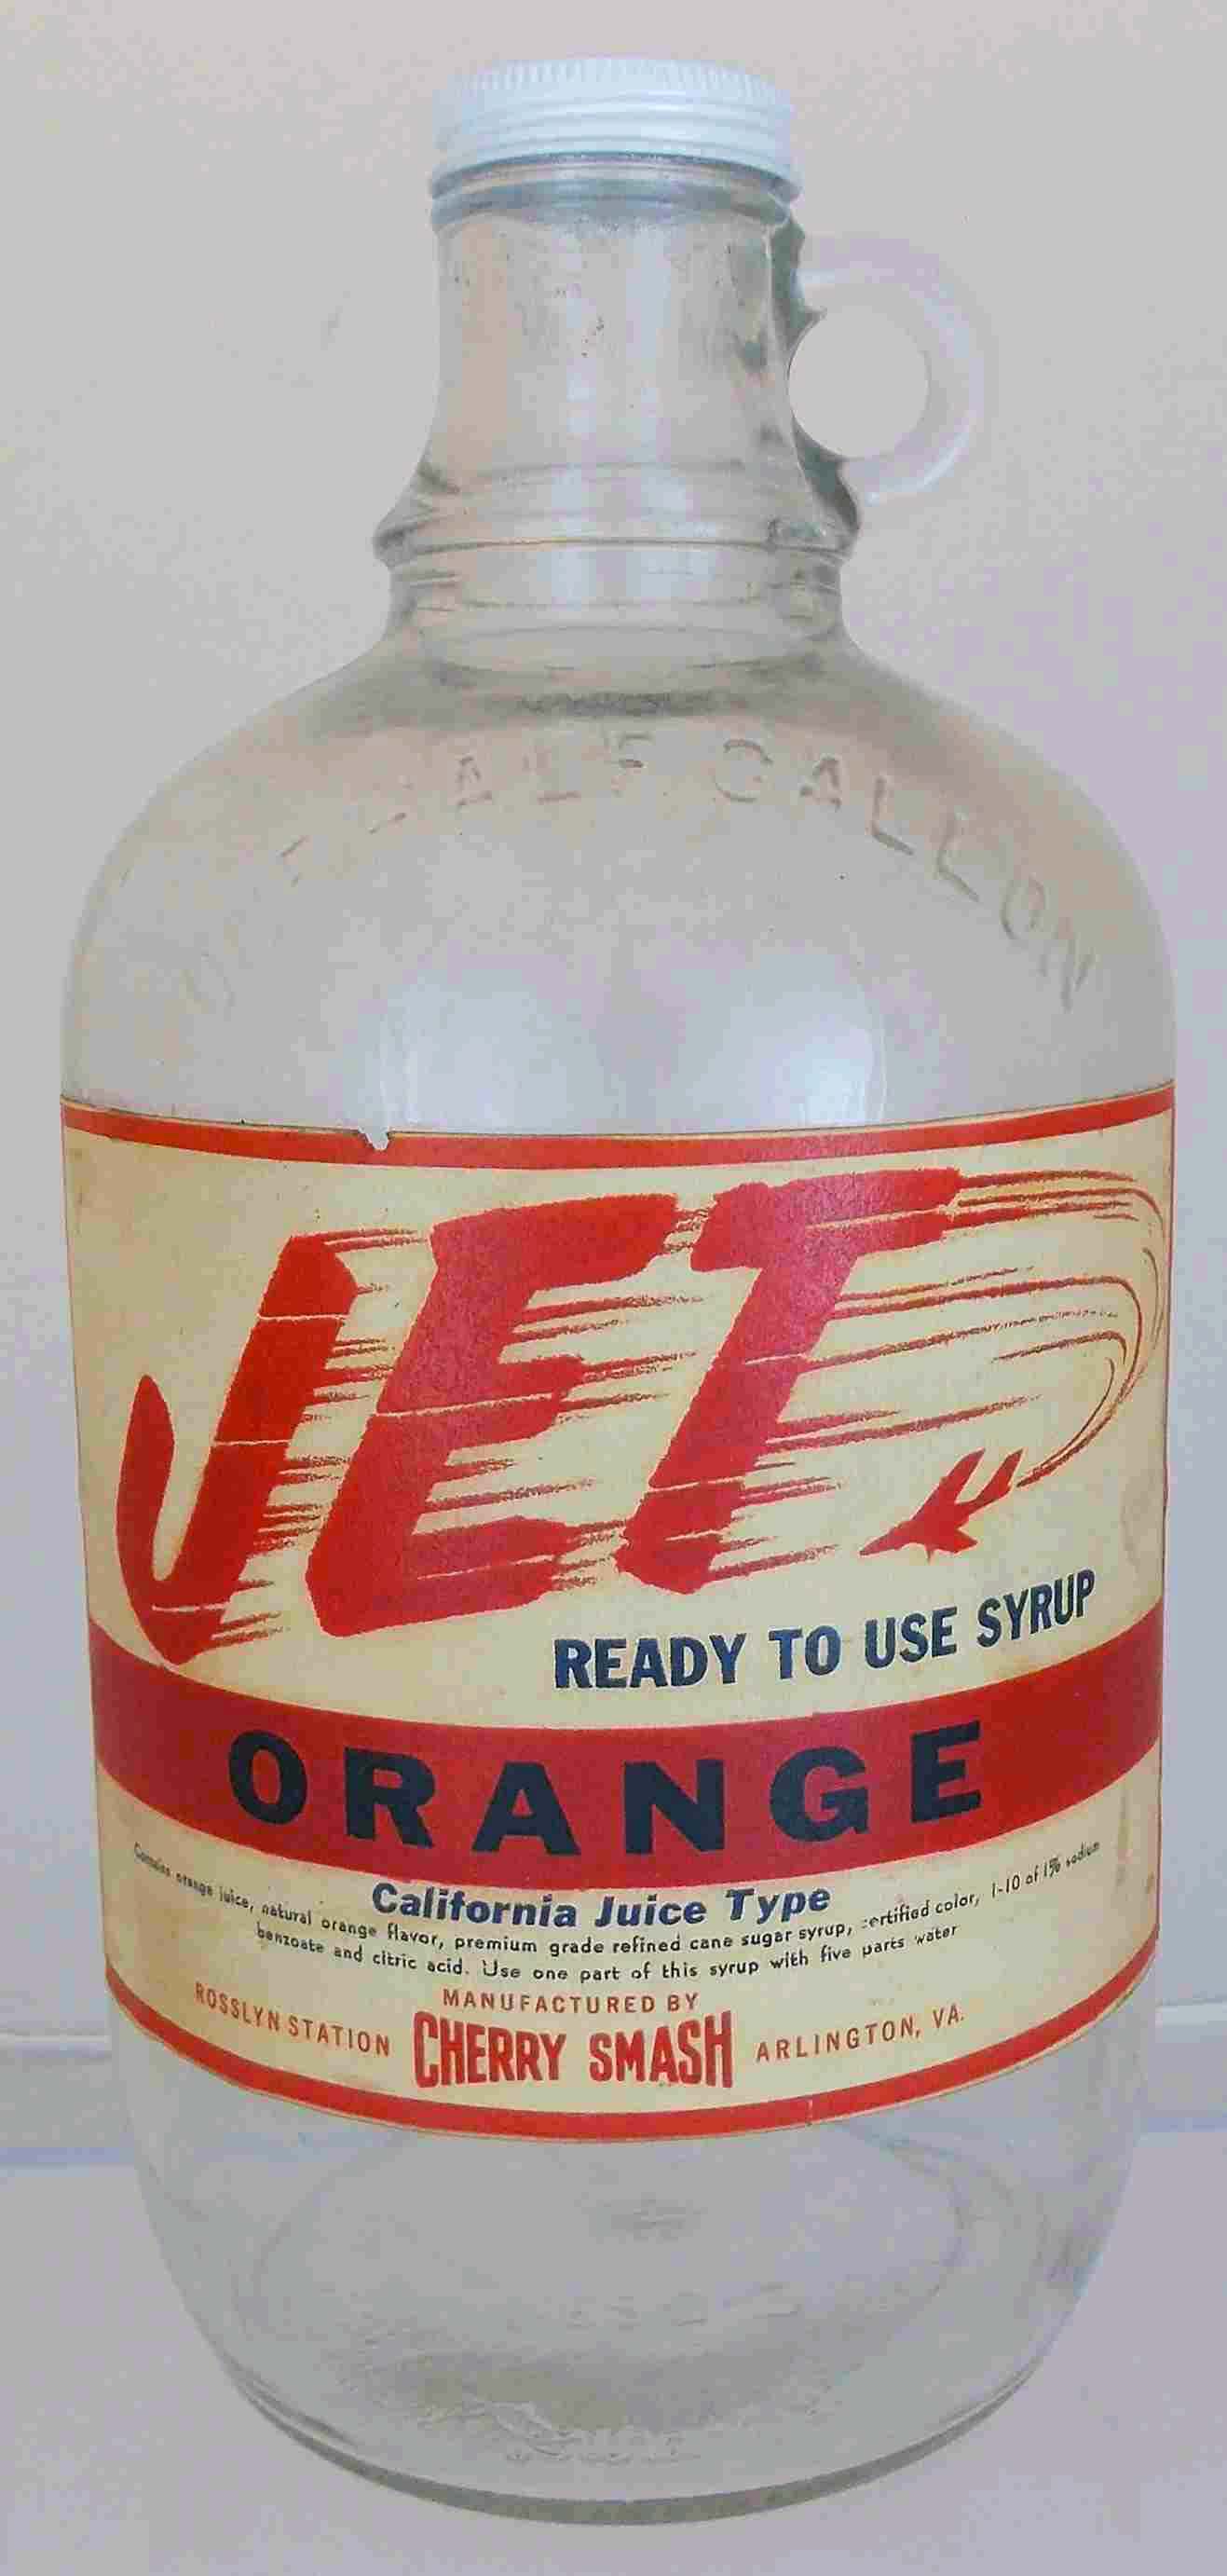 HALF GALLON
JET
READY TO USE SYRUP
ORANGE
California Juice Type
Contains orange juice, natural orange flavor, premium grade refined cane sugar syrup, certified color, 1-10 of 1% sodium
benzoate and citric acid. Use one part of this syrup with five parts water
MANUFACTURED BY
ROSSLYN STATION CHERRY SMASH ARLINGTON, VA.